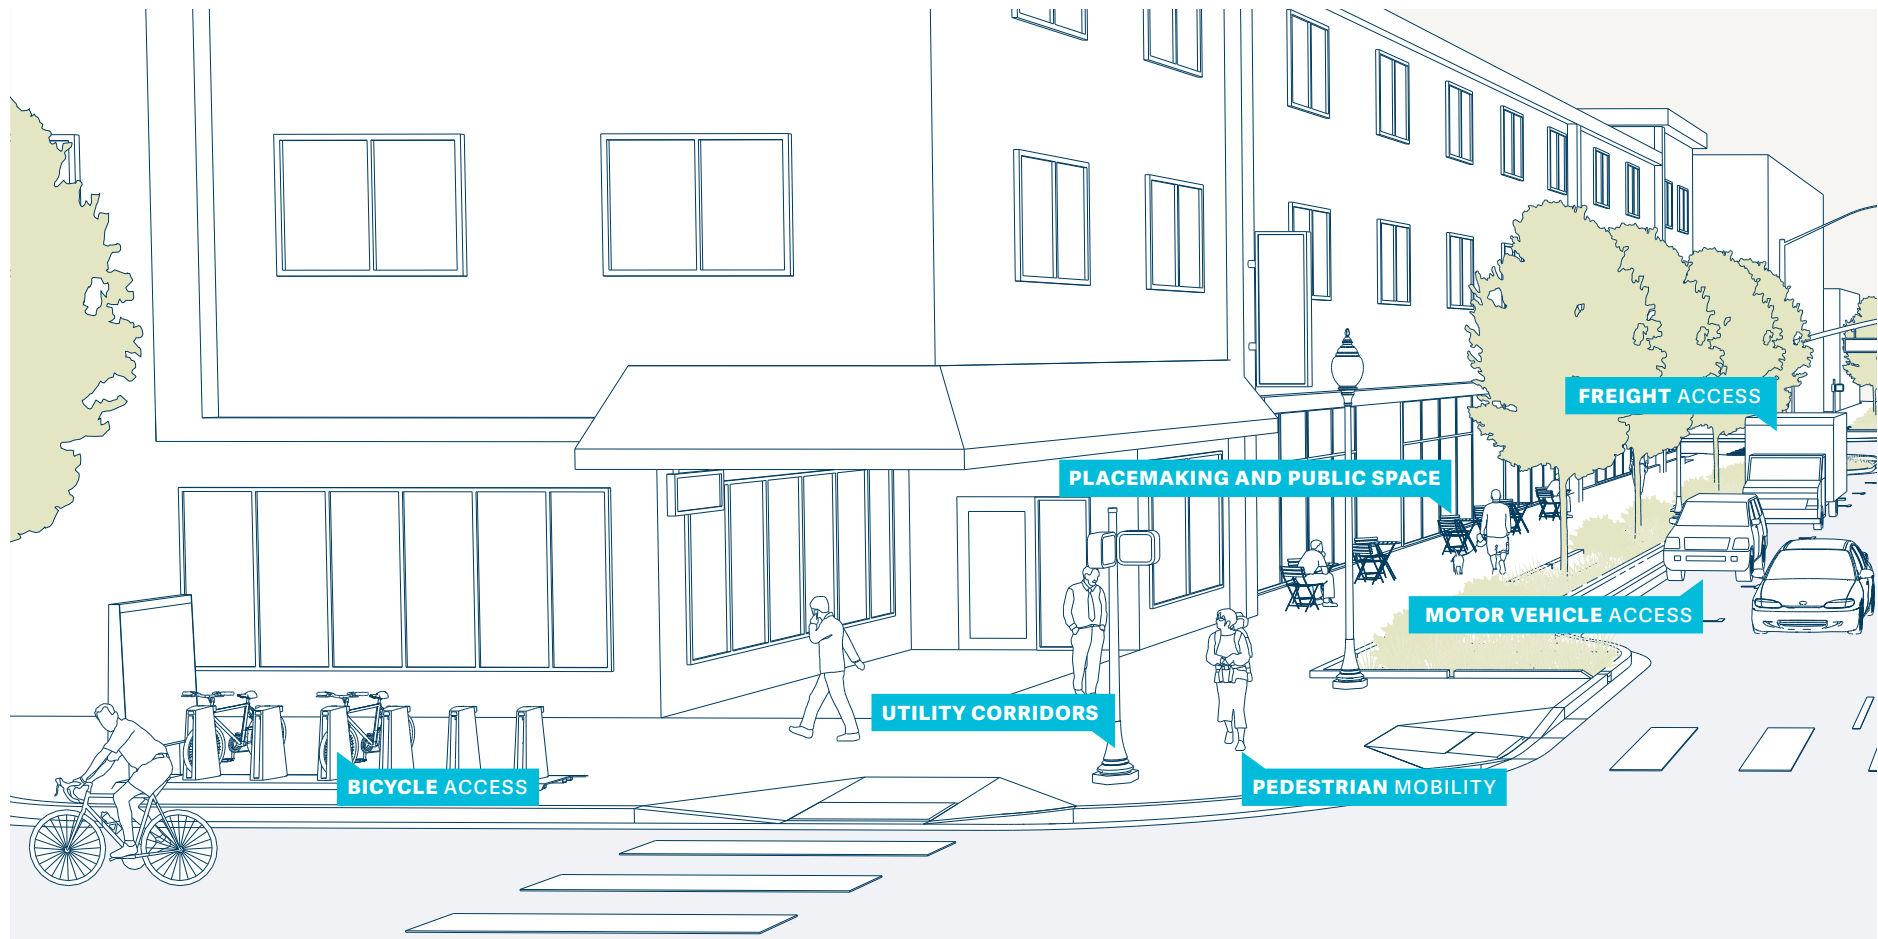 FREIGHT ACCESS
PLACEMAKING AND PUBLIC SPACE
MOTOR VEHICLE ACCESS
UTILITY CORRIDORS
BICYCLE ACCESS
PEDESTRIAN MOBILITY